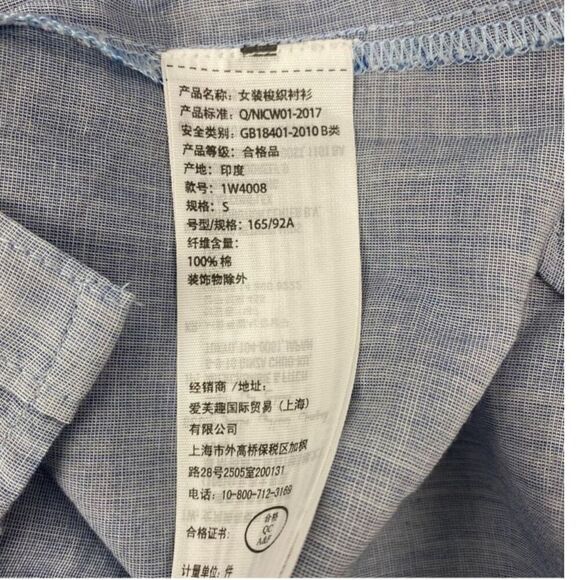 产品名称: 女装梭织衬衫
产品标准: Q/NICW01-2017
安全类别: GB18401-2010 B类
产品等级: 合格品
产地: 印度
款号: 1W4008
规格: S
号型/规格: 165/92A
纤维含量:
100% 棉
装饰物除外
经销商 /地址:
爱芙趣国际贸易 (上海)
有限公司
上海市外高桥保税区加枫
路28号2505室200131
电话: 10-800-712-3169
合格证书:
合格
QC
A&F
计量单位: 件